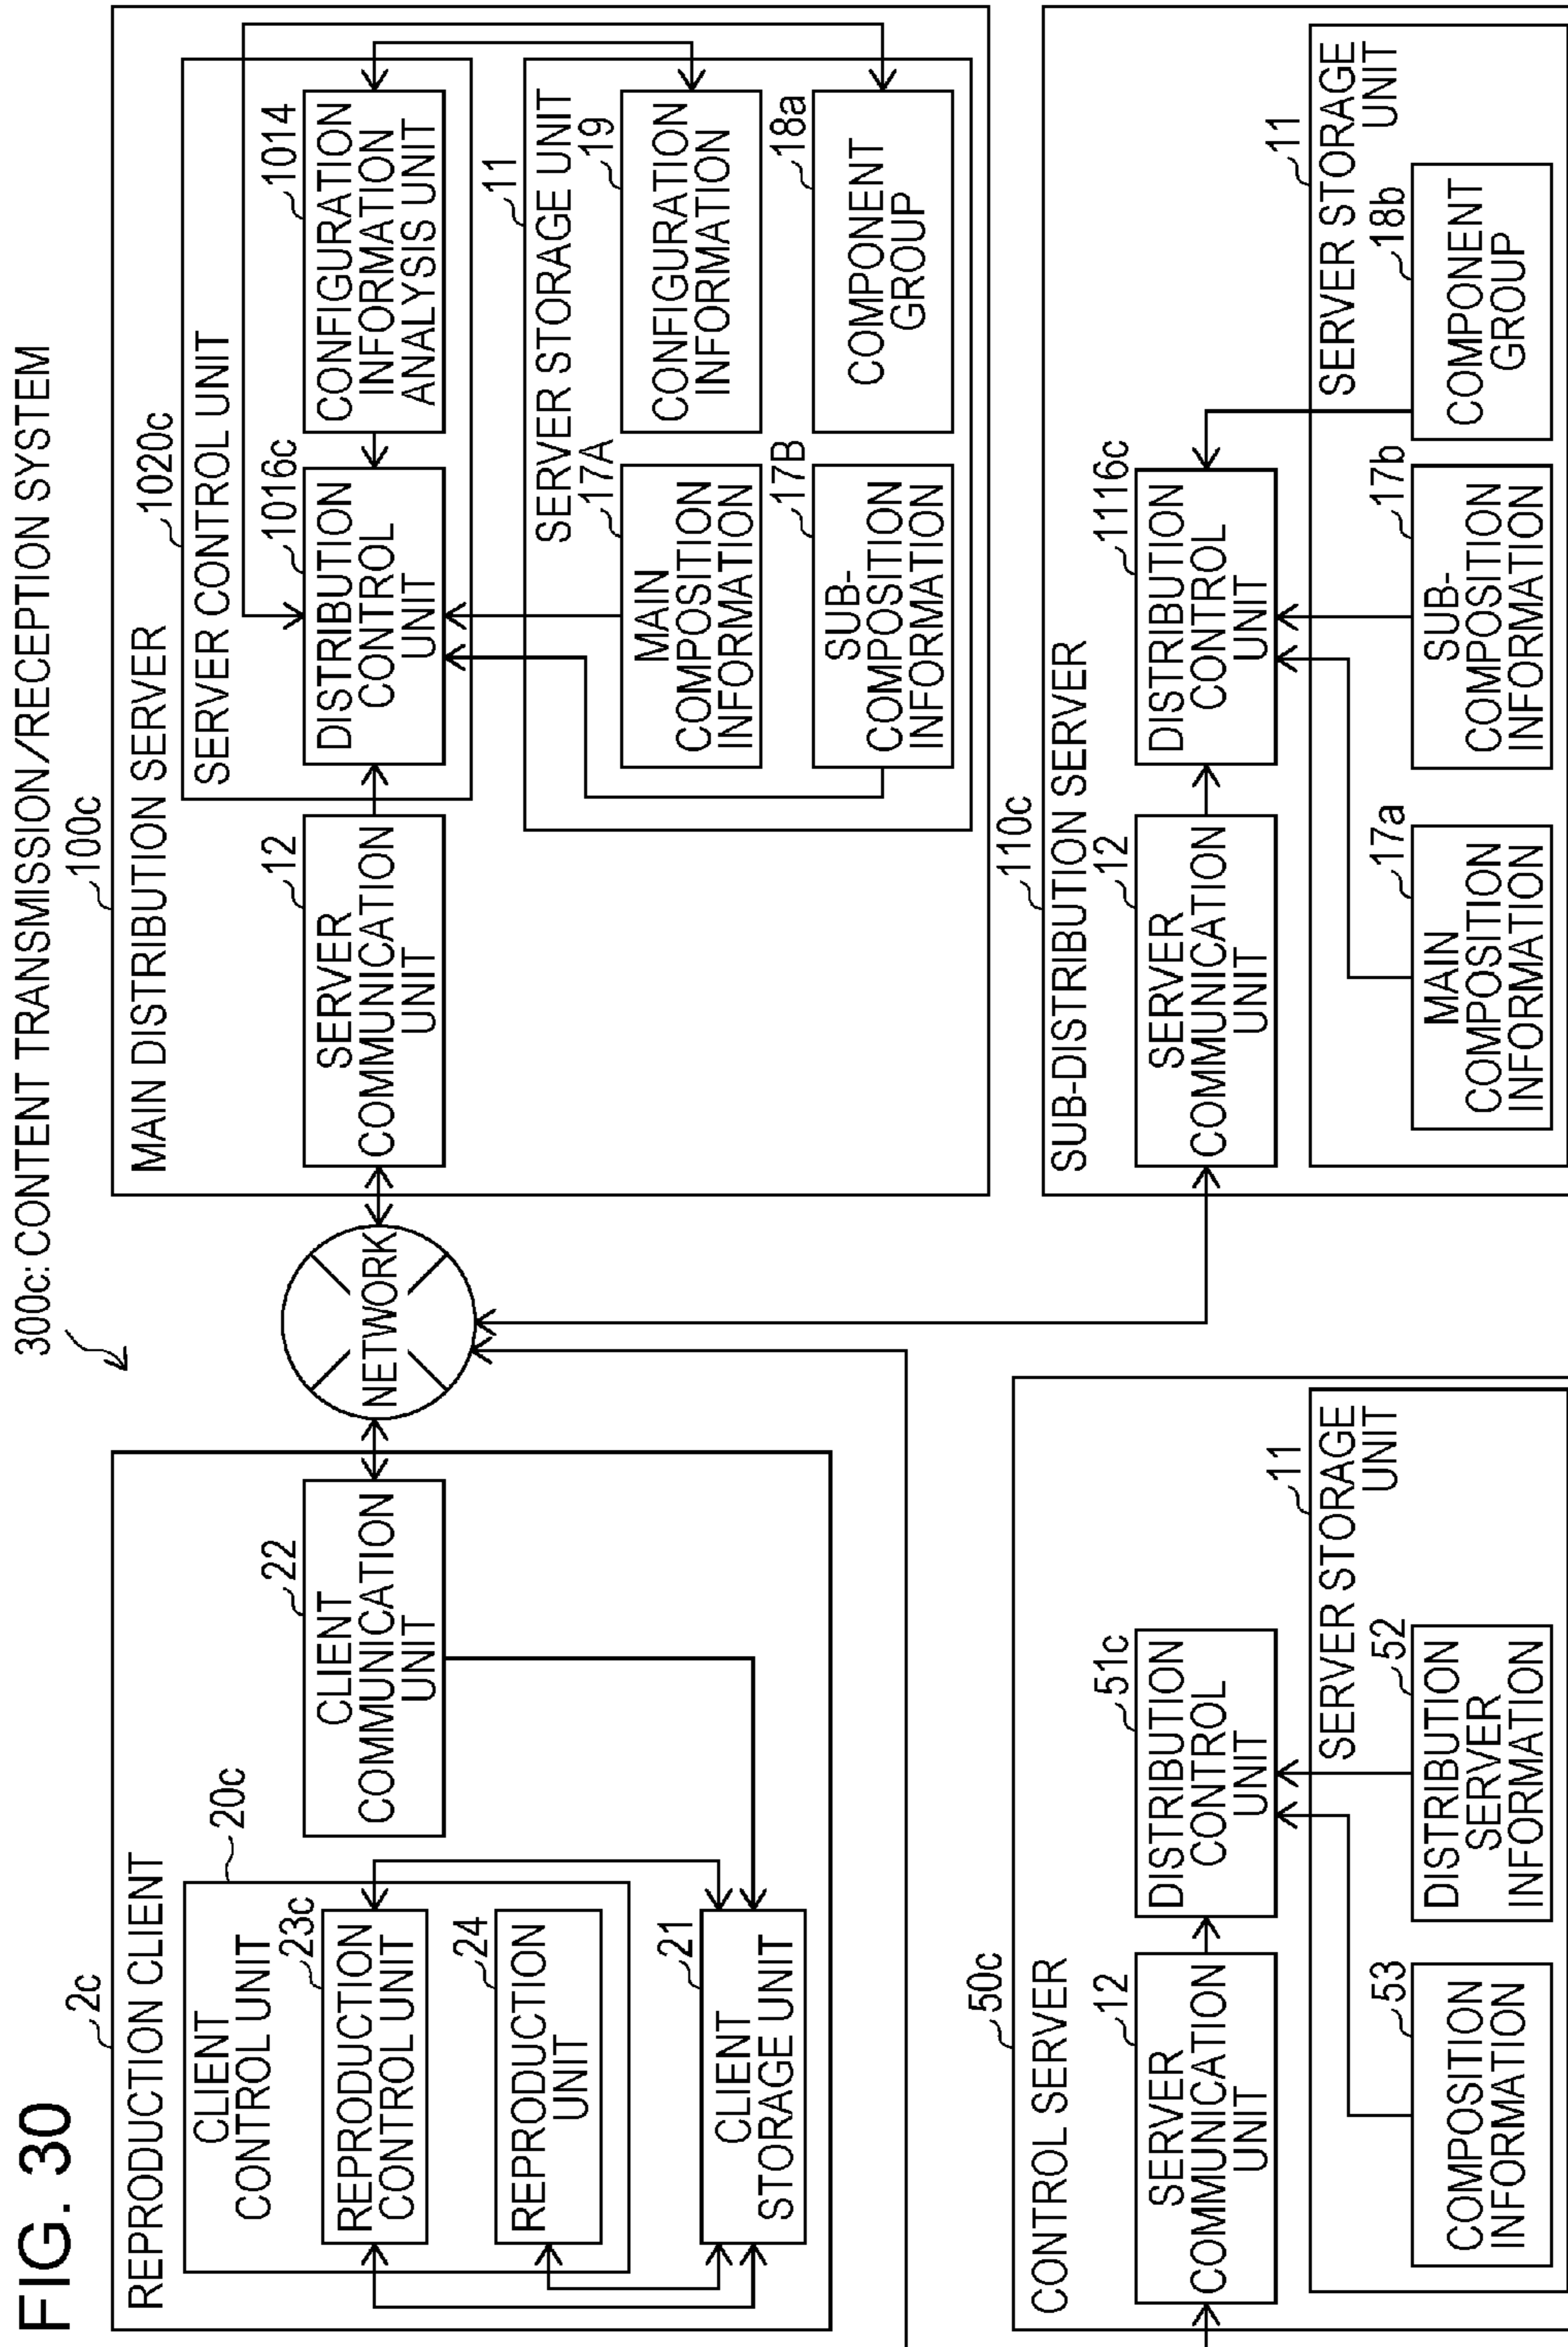 FIG. 30
300c: CONTENT TRANSMISSION/RECEPTION SYSTEM
2c
REPRODUCTION CLIENT
20c
CLIENT
CONTROL UNIT
23c
REPRODUCTION
CONTROL UNIT
24
REPRODUCTION
UNIT
21
CLIENT
STORAGE UNIT
22
CLIENT
COMMUNICATION
UNIT
NETWORK
100c
MAIN DISTRIBUTION SERVER
12
SERVER
COMMUNICATION
UNIT
1020c
SERVER CONTROL UNIT
1016c
DISTRIBUTION
CONTROL
UNIT
1014
CONFIGURATION
INFORMATION
ANALYSIS UNIT
11
SERVER STORAGE UNIT
17A
MAIN
COMPOSITION
INFORMATION
19
CONFIGURATION
INFORMATION
17B
SUB-
COMPOSITION
INFORMATION
18a
COMPONENT
GROUP
50c
CONTROL SERVER
12
SERVER
COMMUNICATION
UNIT
51c
DISTRIBUTION
CONTROL
UNIT
11
SERVER STORAGE
UNIT
53
COMPOSITION
INFORMATION
52
DISTRIBUTION
SERVER
INFORMATION
110c
SUB-DISTRIBUTION SERVER
12
SERVER
COMMUNICATION
UNIT
1116c
DISTRIBUTION
CONTROL
UNIT
11
SERVER STORAGE
UNIT
17a
MAIN
COMPOSITION
INFORMATION
17b
SUB-
COMPOSITION
INFORMATION
18b
COMPONENT
GROUP